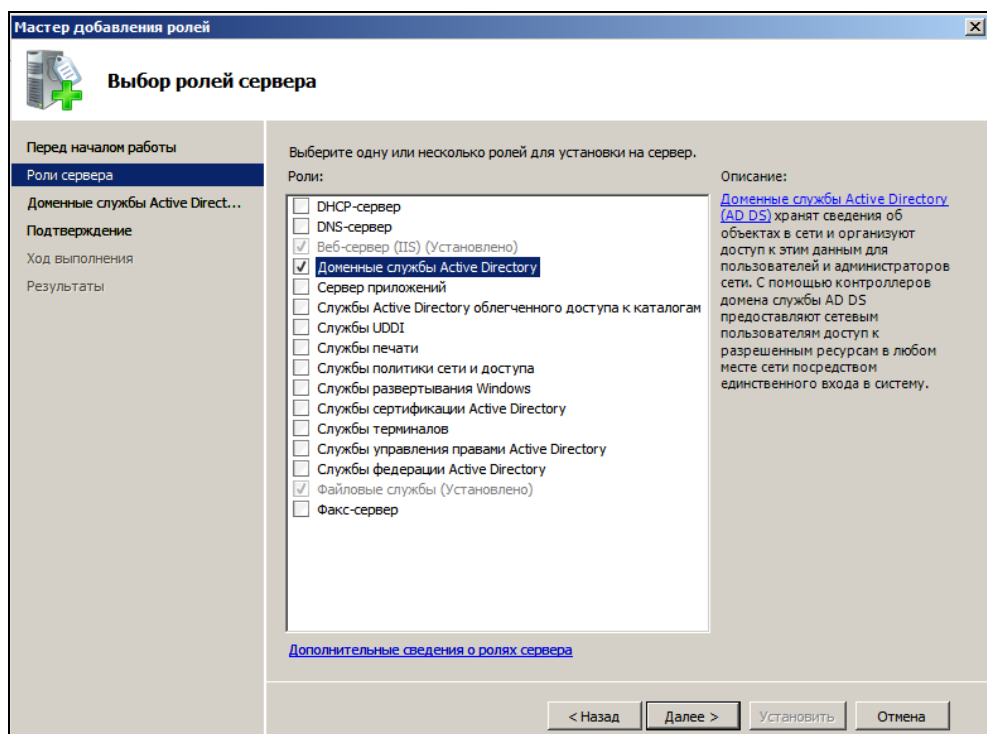 Мастер добавления ролей
Выбор ролей сервера
Перед началом работы
Роли сервера
Доменные службы Active Direct...
Подтверждение
Ход выполнения
Результаты
Выберите одну или несколько ролей для установки на сервер.
Роли:
DHCP-сервер
DNS-сервер
Веб-сервер (IIS) (Установлено)
Доменные службы Active Directory
Сервер приложений
Службы Active Directory облегченного доступа к каталогам
Службы UDDI
Службы печати
Службы политики сети и доступа
Службы развертывания Windows
Службы сертификации Active Directory
Службы терминалов
Службы управления правами Active Directory
Службы федерации Active Directory
Файловые службы (Установлено)
Факс-сервер
Дополнительные сведения о ролях сервера
Описание:
Доменные службы Active Directory
(AD DS) хранят сведения об
объектах в сети и организуют
доступ к этим данным для
пользователей и администраторов
сети. С помощью контроллеров
домена службы AD DS
предоставляют сетевым
пользователям доступ к
разрешенным ресурсам в любом
месте сети посредством
единственного входа в систему.
< Назад
Далее >
Установить
Отмена